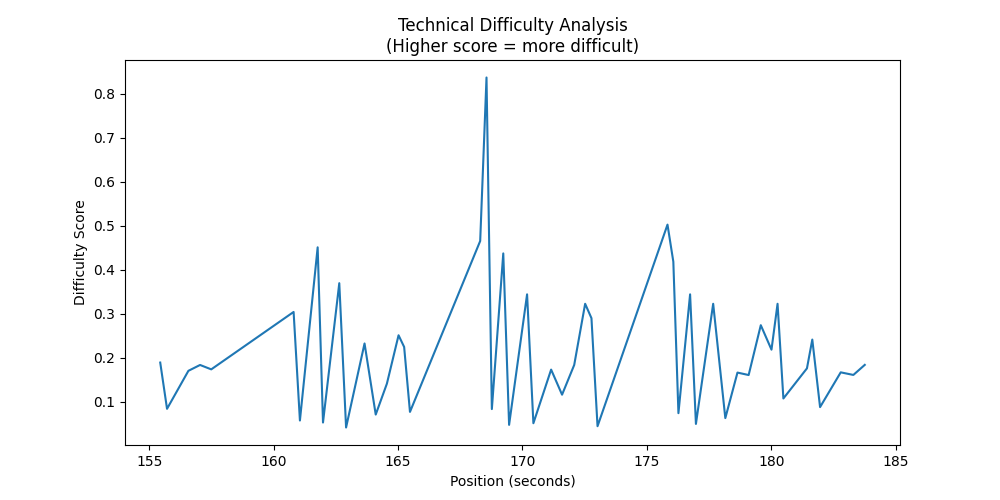 Technical Difficulty Analysis
(Higher score = more difficult)
Difficulty Score
0.8
0.7
0.6
0.5
0.4
0.3
0.2
0.1
155 160 165 170 175 180 185
Position (seconds)